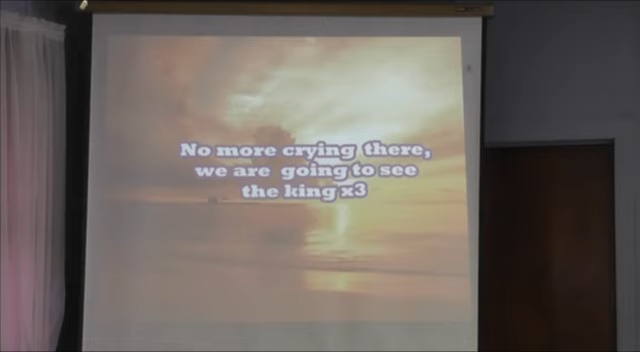 No more crying there,
we are going to see
the king x3